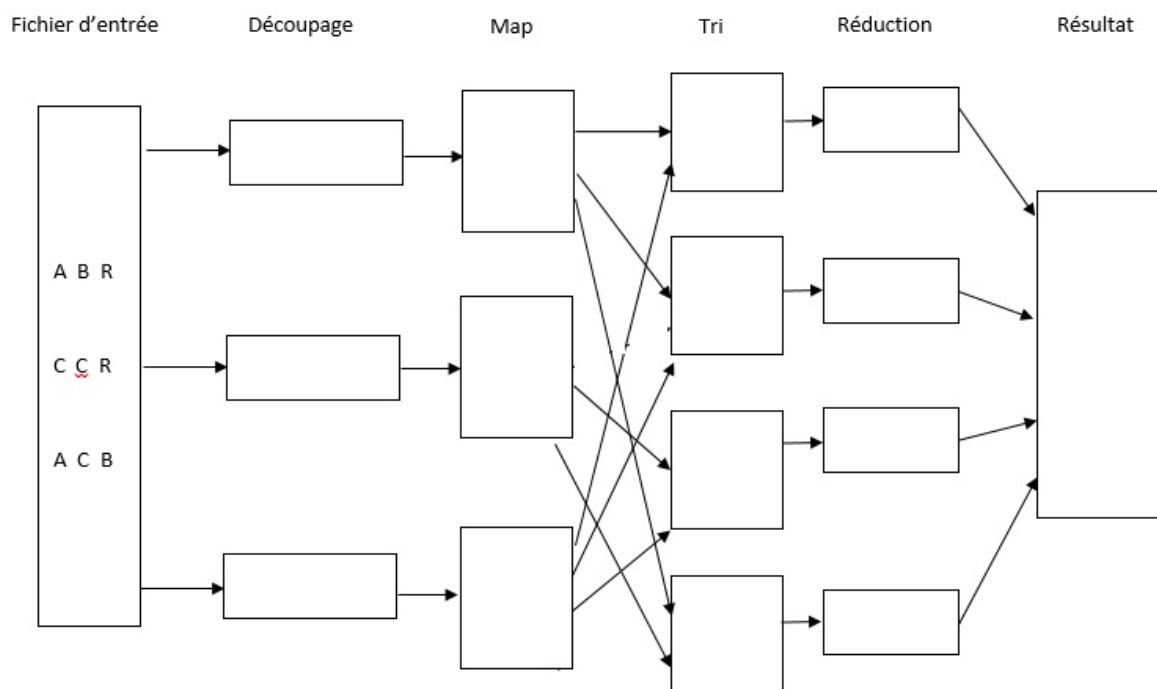 Fichier d'entrée Découpage Map Tri Réduction Résultat
A B R
C C R
A C B